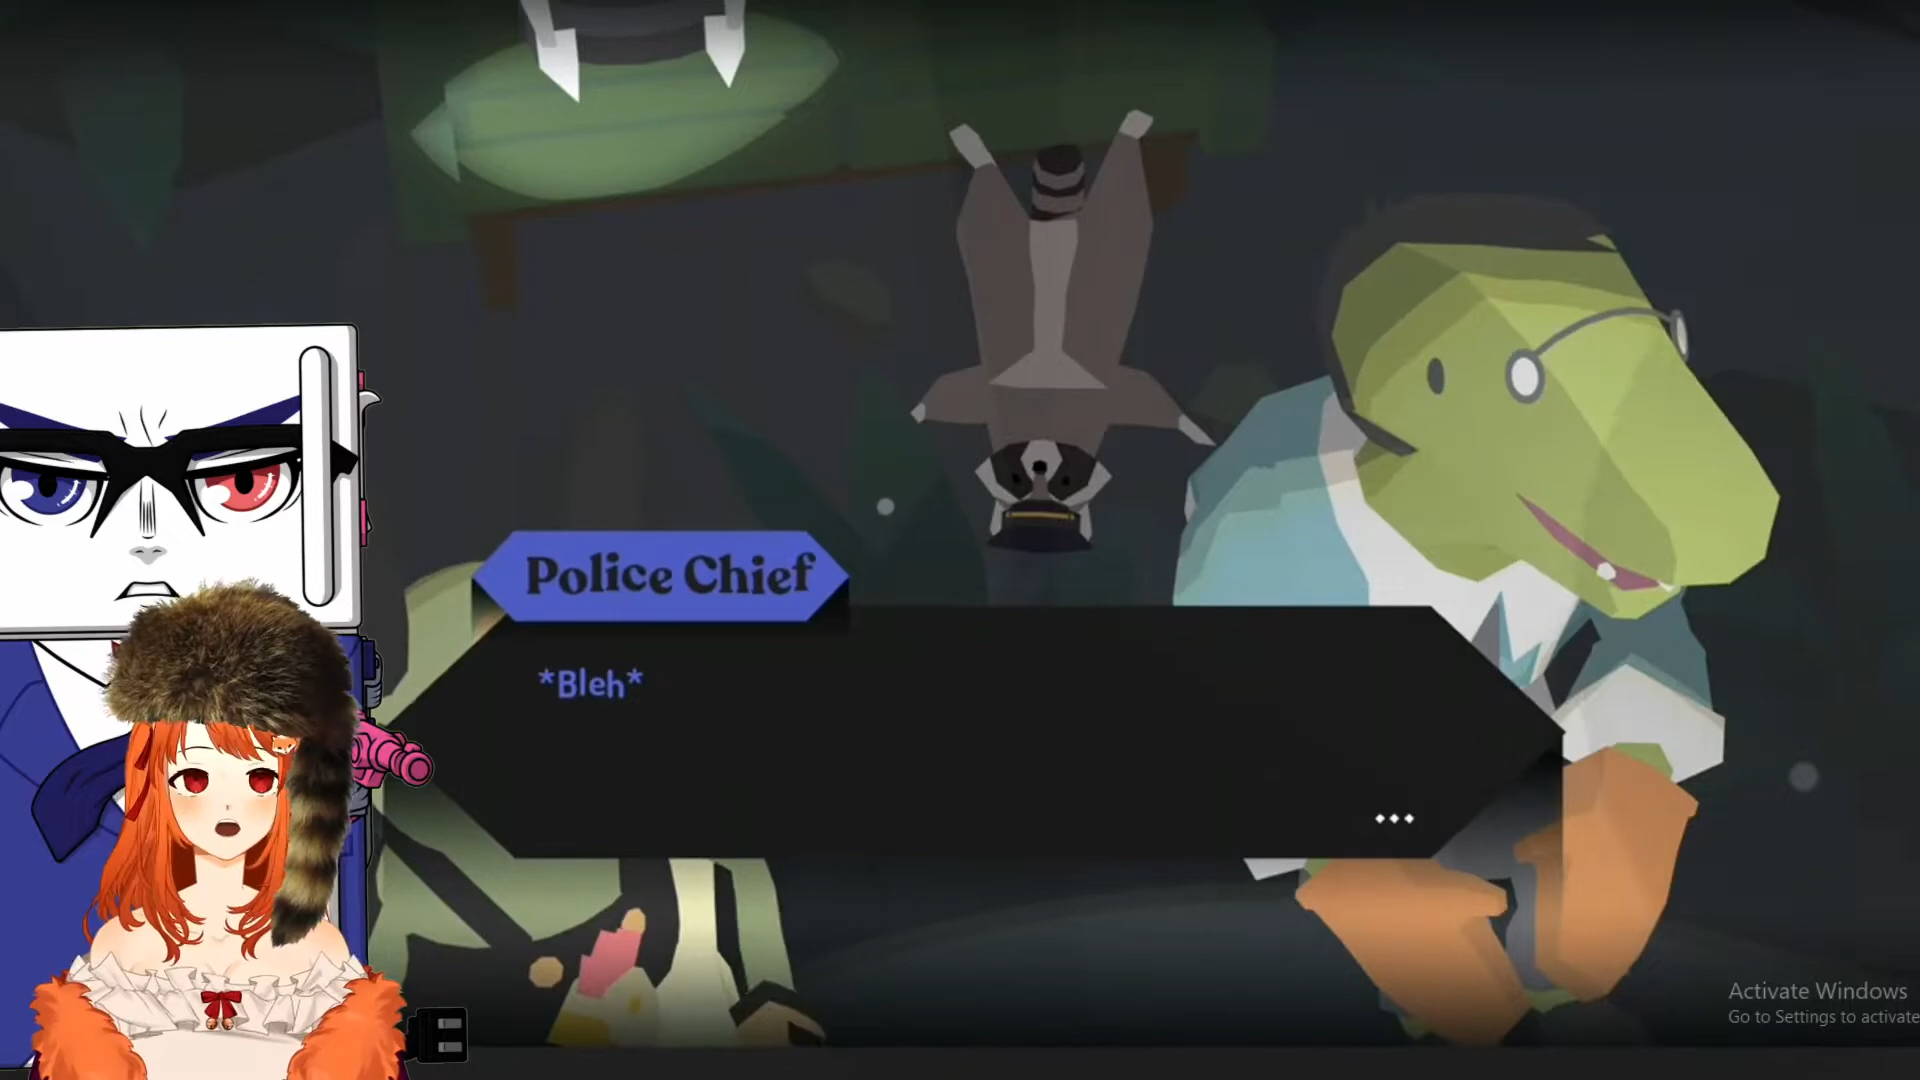 Police Chief
*Bleh*
Activate Windows
Go to Settings to activate